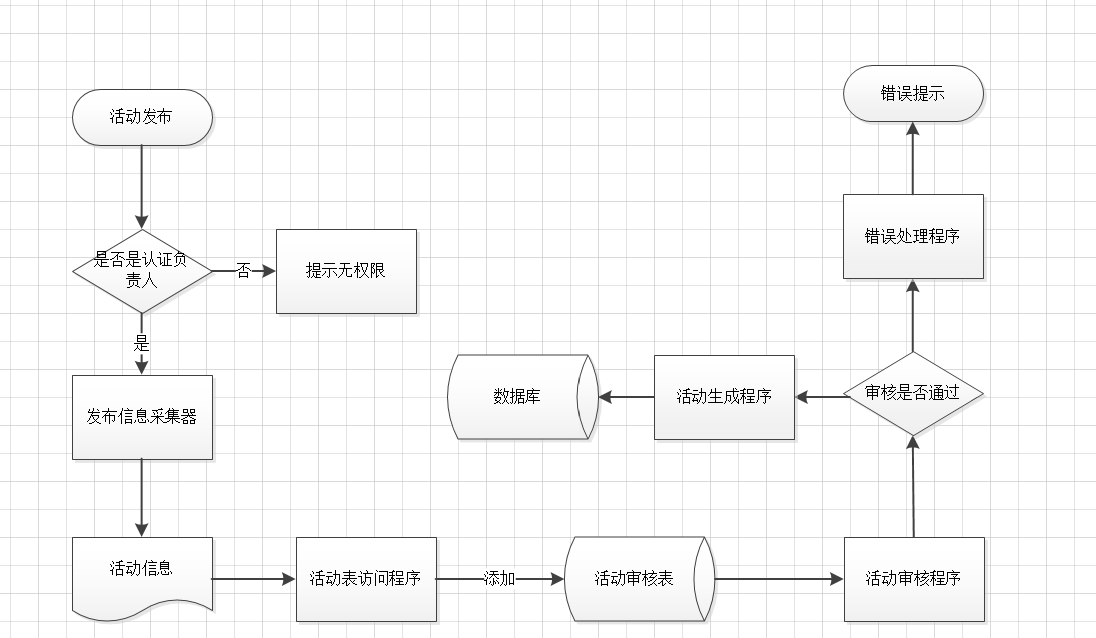 活动发布
是否是认证负
责人
否
提示无权限
是
发布信息采集器
活动信息
活动表访问程序
添加
活动审核表
活动审核程序
审核是否通过
活动生成程序
数据库
错误处理程序
错误提示